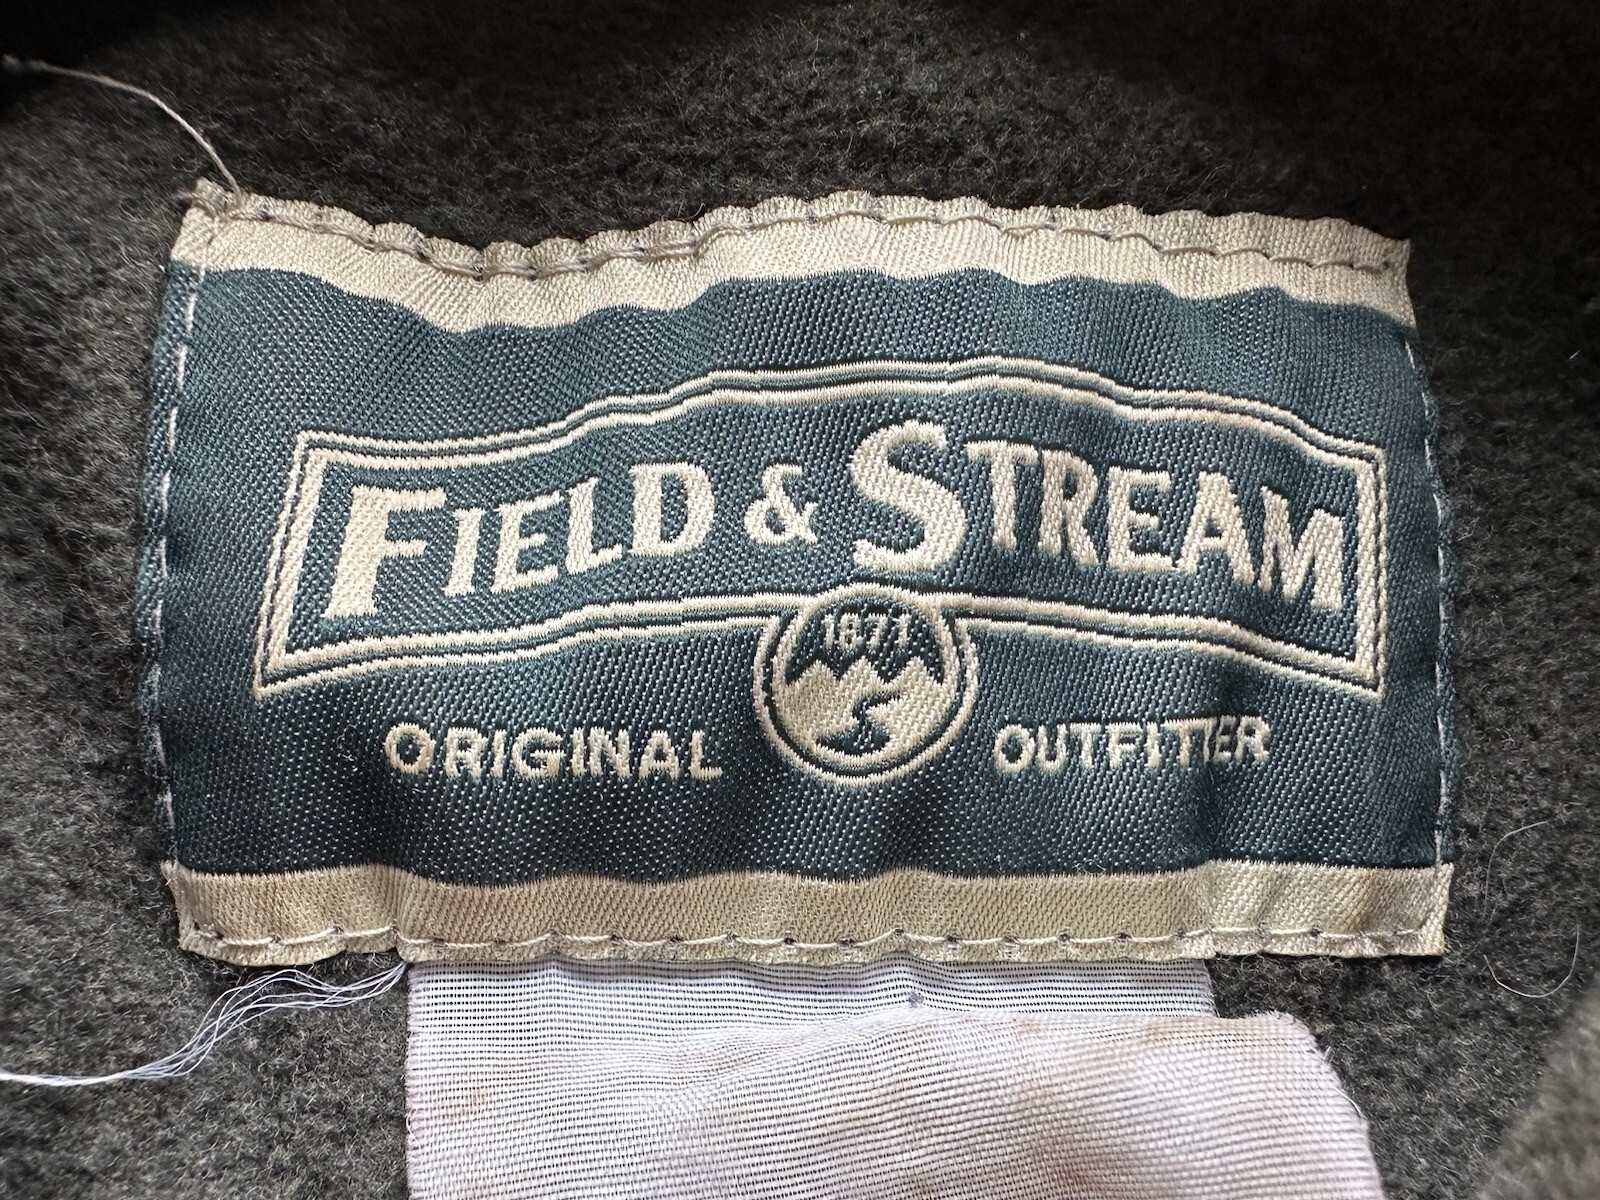 FIELD & STREAM
1871
ORIGINAL OUTFITTER